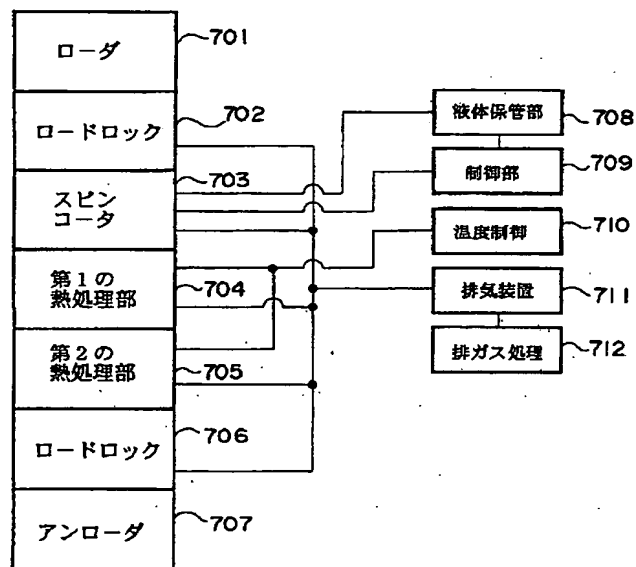 ローダ
701
ロードロック
702
スピン
コータ
703
第1の
熱処理部
704
第2の
熱処理部
705
ロードロック
706
アンローダ
707
液体保管部
708
制御部
709
温度制御
710
排気装置
711
排ガス処理
712